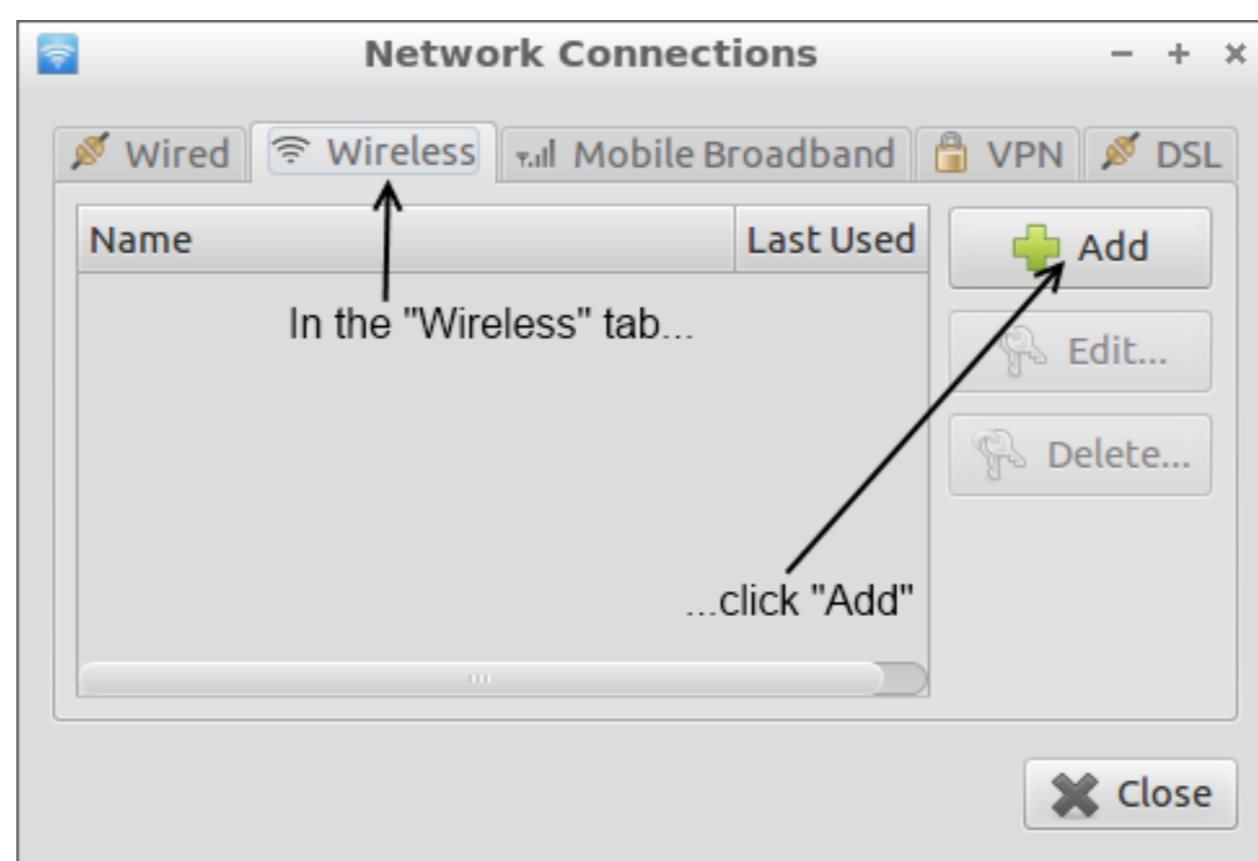 Network Connections
Wired Wireless Mobile Broadband VPN DSL
Name Last Used Add
In the "Wireless" tab...
Edit...
Delete...
...click "Add"
Close